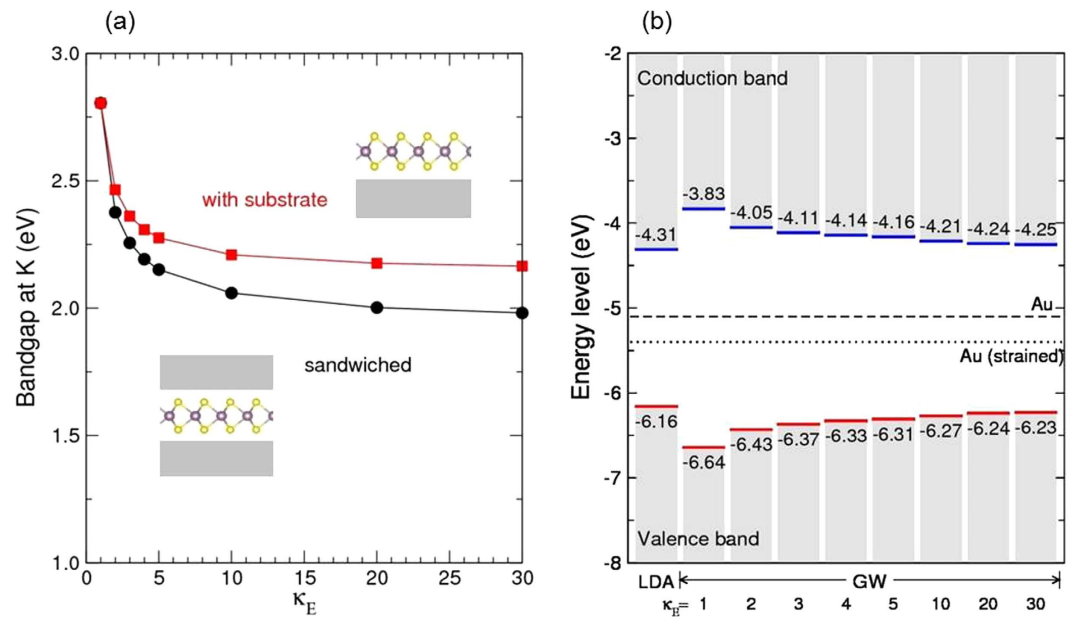 (a)
3.0
2.5
2.0
1.5
1.0
Bandgap at K (eV)
with substrate
sandwiched
0 5 10 15 20 25 30
κE
(b)
-2
-3
-4
-5
-6
-7
-8
Energy level (eV)
Conduction band
-4.31 -3.83 -4.05 -4.11 -4.14 -4.16 -4.21 -4.24 -4.25
Au
Au (strained)
-6.16 -6.64 -6.43 -6.37 -6.33 -6.31 -6.27 -6.24 -6.23
Valence band
LDA GW
κE= 1 2 3 4 5 10 20 30